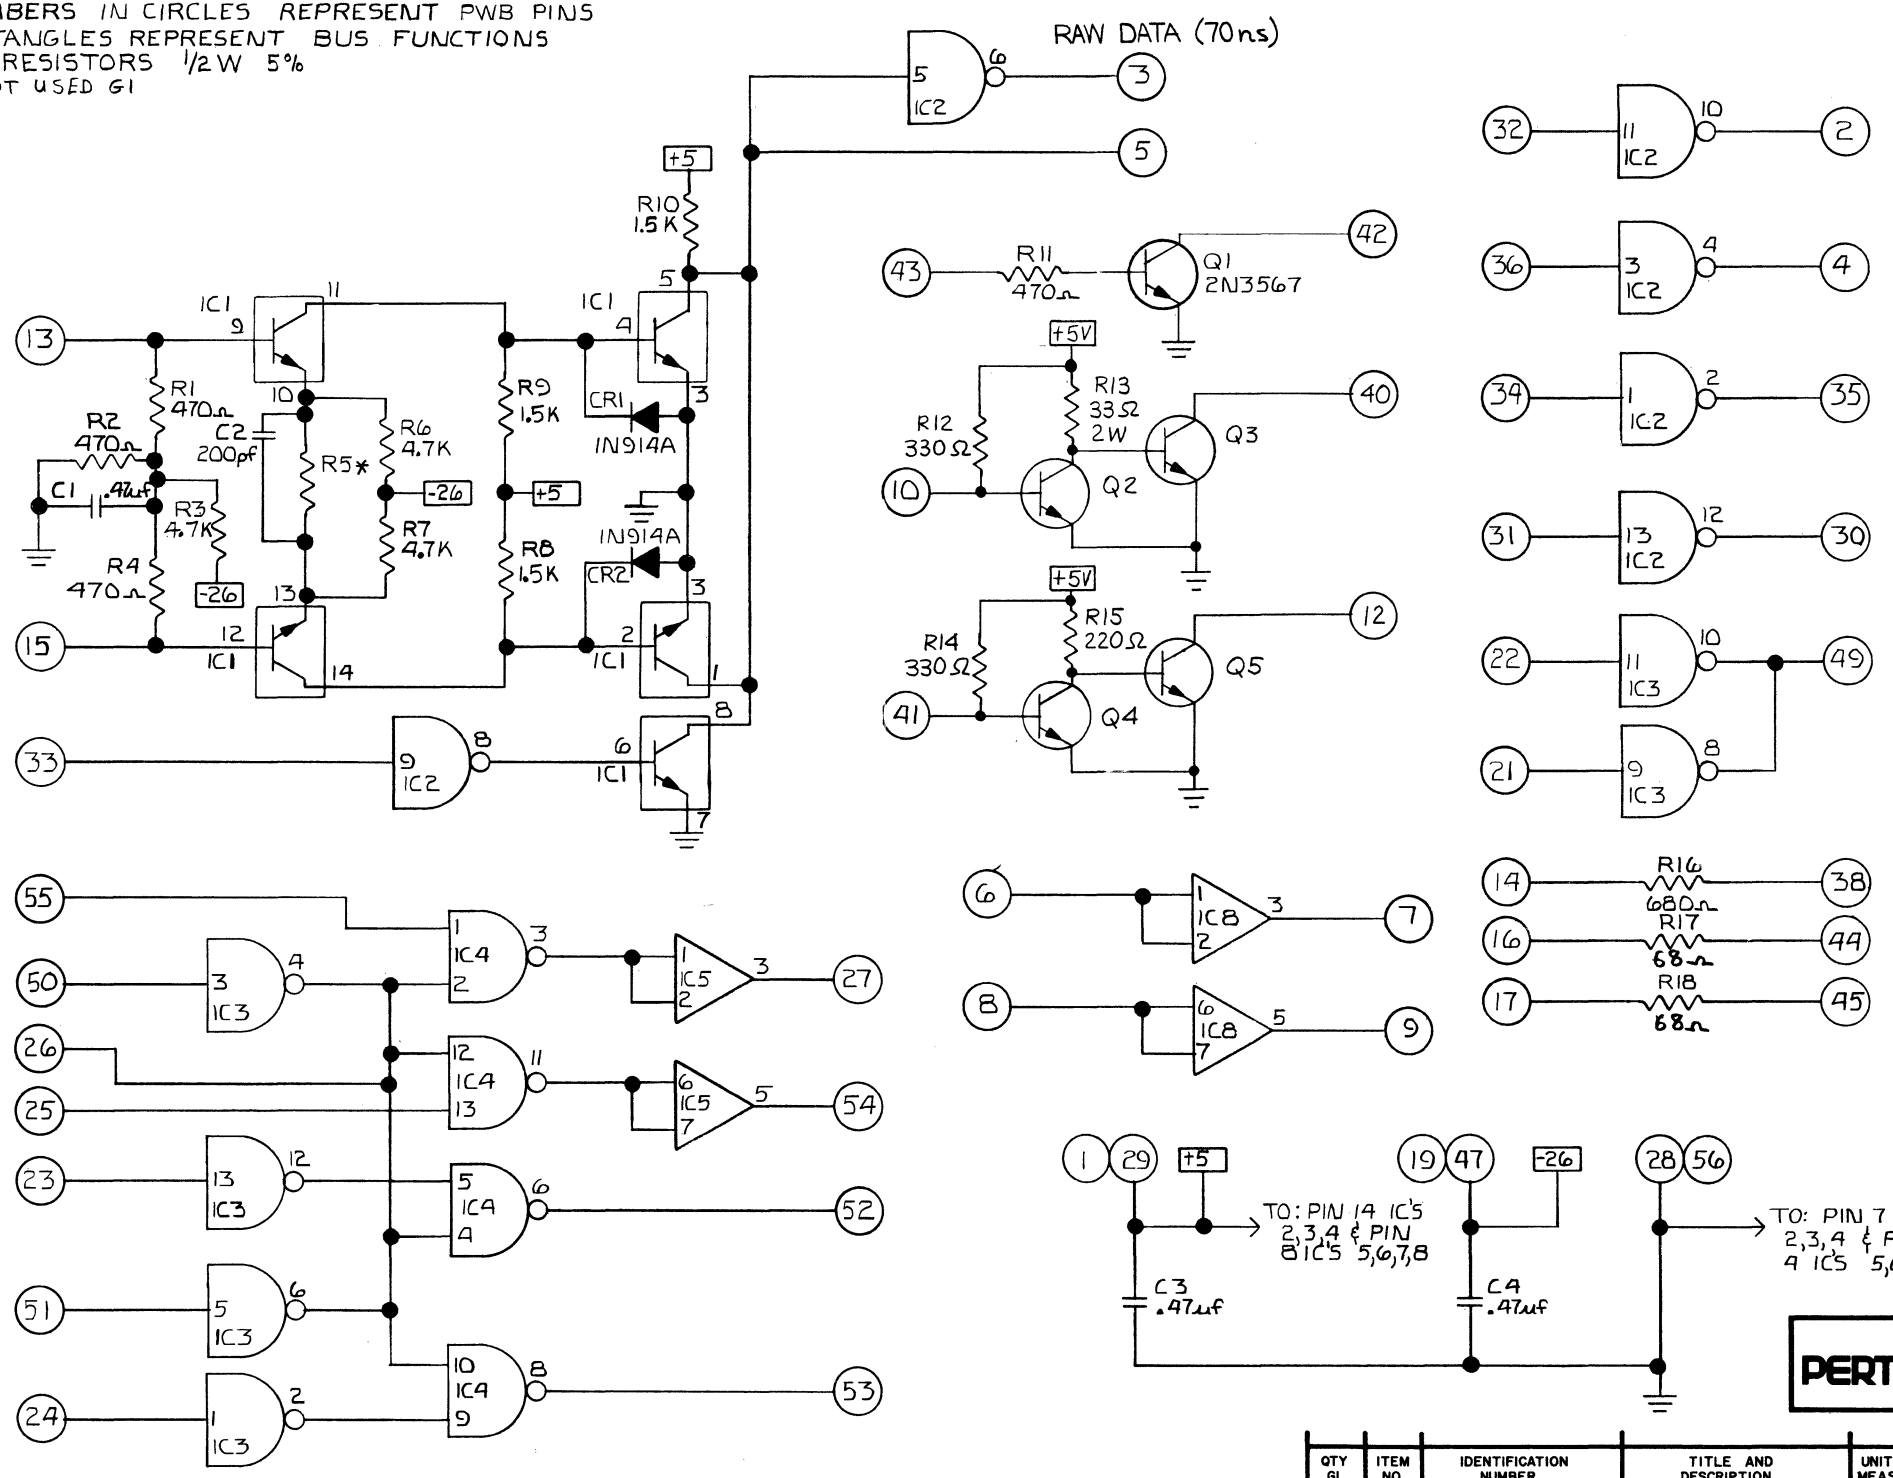 BERS IN CIRCLES REPRESENT PWB PINS
TANGLES REPRESENT BUS FUNCTIONS
RESISTORS 1/2 W 5%
T USED G1
RAW DATA (70ns)
5
IC2
6
3
5
+5
R10
1.5K
5
IC1
4
3
CR1
1N914A
13
IC1
9
11
10
R1
470Ω
R2
470Ω
C1
.47uf
R3
4.7K
-26
R4
470Ω
C2
200pf
R5*
R6
4.7K
-26
R7
4.7K
R9
1.5K
+5
R8
1.5K
1N914A
CR2
3
2
IC1
1
15
12
IC1
13
14
33
9
IC2
8
6
IC1
8
7
43
R11
470Ω
Q1
2N3567
42
+5V
R12
330Ω
R13
33Ω
2W
10
Q2
Q3
40
+5V
R14
330Ω
R15
220Ω
41
Q4
Q5
12
32
11
IC2
10
2
36
3
IC2
4
4
34
1
IC2
2
35
31
13
IC2
12
30
22
11
IC3
10
49
21
9
IC3
8
14
R16
680Ω
38
16
R17
68Ω
44
17
R18
68Ω
45
55
50
3
IC3
4
26
25
23
13
IC3
12
51
5
IC3
6
24
1
IC3
2
1
IC4
2
3
1
IC5
2
3
27
12
IC4
13
11
6
IC5
7
5
54
5
IC4
4
6
52
10
IC4
9
8
53
6
1
IC8
2
3
7
8
6
IC8
7
5
9
1
29
+5
TO: PIN 14 IC'S
2,3,4 & PIN
8 IC'S 5,6,7,8
C3
.47uf
19
47
-26
C4
.47uf
28
56
TO: PIN 7
2,3,4 & P
4 ICS 5,6
PERT
QTY
G1
ITEM
NO.
IDENTIFICATION
NUMBER
TITLE AND
DESCRIPTION
UNIT
MEAS